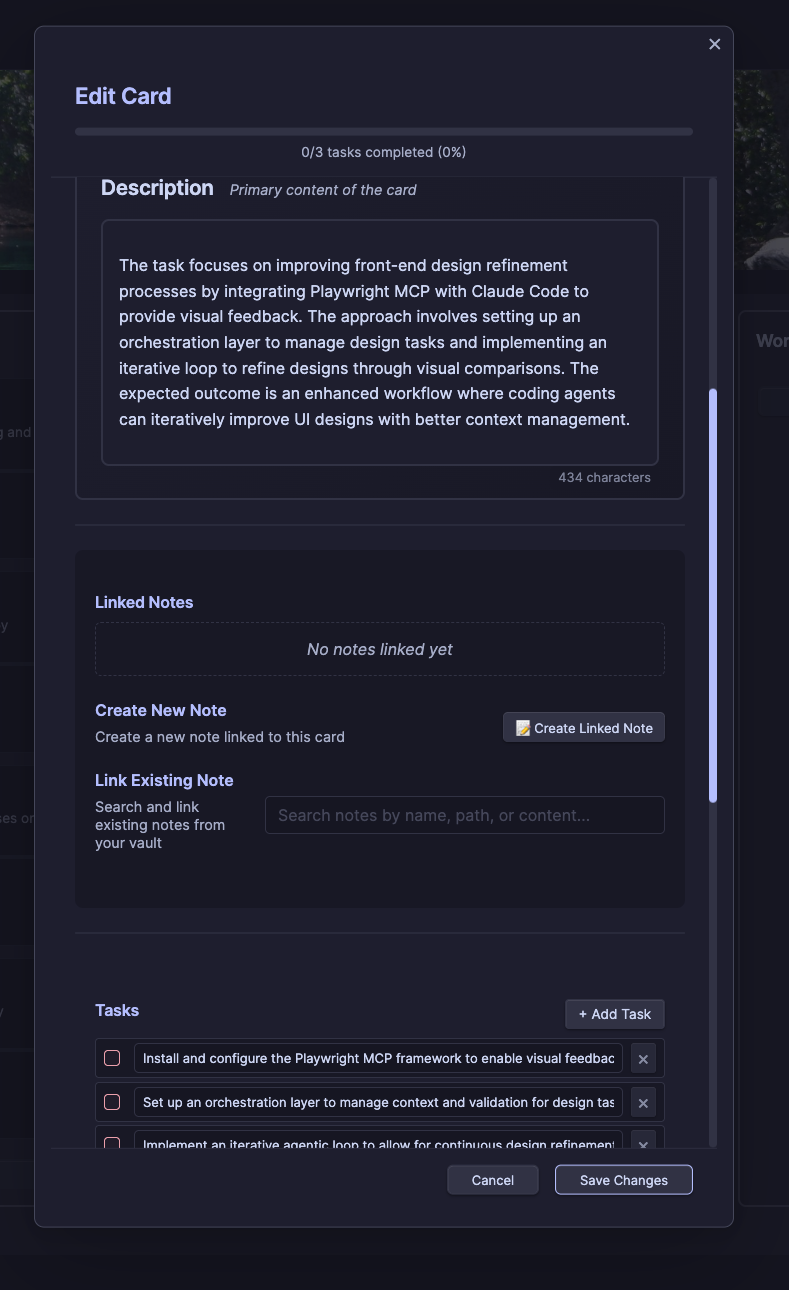 ×
Edit Card
0/3 tasks completed (0%)
Description Primary content of the card
The task focuses on improving front-end design refinement
processes by integrating Playwright MCP with Claude Code to
provide visual feedback. The approach involves setting up an
orchestration layer to manage design tasks and implementing an
iterative loop to refine designs through visual comparisons. The
expected outcome is an enhanced workflow where coding agents
can iteratively improve UI designs with better context management.
434 characters
Linked Notes
No notes linked yet
Create New Note
Create a new note linked to this card
📝 Create Linked Note
Link Existing Note
Search and link
existing notes from
your vault
Search notes by name, path, or content...
Tasks
+ Add Task
Install and configure the Playwright MCP framework to enable visual feedbac
×
Set up an orchestration layer to manage context and validation for design tas
×
Implement an iterative agentic loop to allow for continuous design refinement
×
Cancel
Save Changes
Wor
g and
y
ses or
y